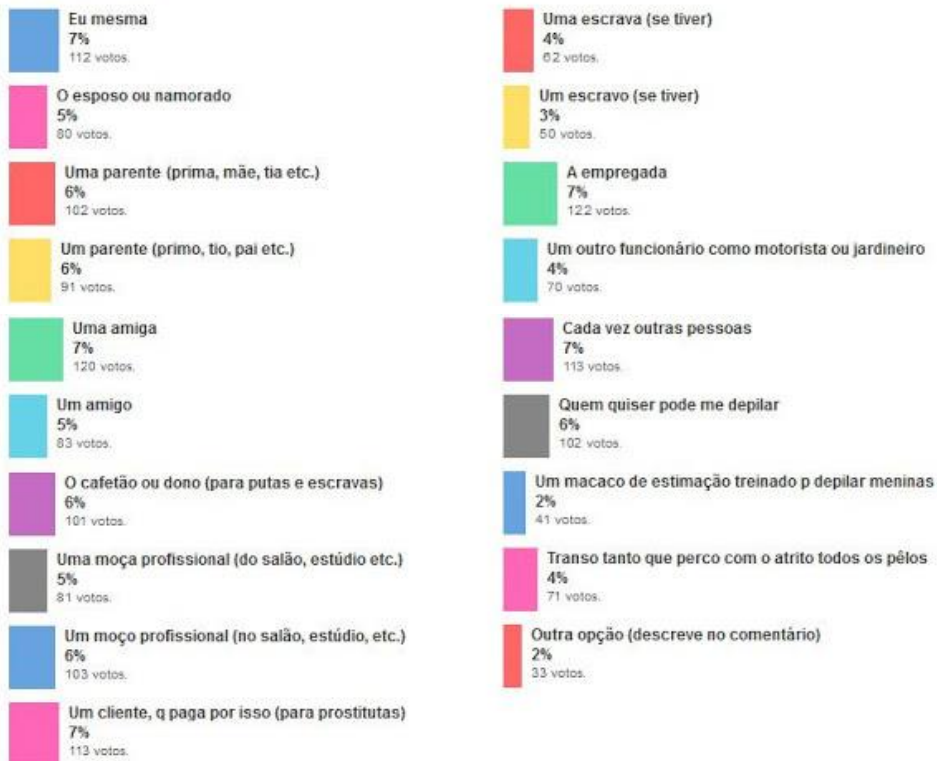 Eu mesma
7%
112 votos.
O esposo ou namorado
5%
80 votos.
Uma parente (prima, mãe, tia etc.)
6%
102 votos.
Um parente (primo, tio, pai etc.)
6%
91 votos.
Uma amiga
7%
120 votos.
Um amigo
5%
83 votos.
O cafetão ou dono (para putas e escravas)
6%
101 votos.
Uma moça profissional (do salão, estúdio etc.)
5%
81 votos.
Um moço profissional (no salão, estúdio, etc.)
6%
103 votos.
Um cliente, q paga por isso (para prostitutas)
7%
113 votos.
Uma escrava (se tiver)
4%
62 votos.
Um escravo (se tiver)
3%
50 votos.
A empregada
7%
122 votos.
Um outro funcionário como motorista ou jardineiro
4%
70 votos.
Cada vez outras pessoas
7%
113 votos.
Quem quiser pode me depilar
6%
102 votos.
Um macaco de estimação treinado p depilar meninas
2%
41 votos.
Transo tanto que perco com o atrito todos os pêlos
4%
71 votos.
Outra opção (descreve no comentário)
2%
33 votos.